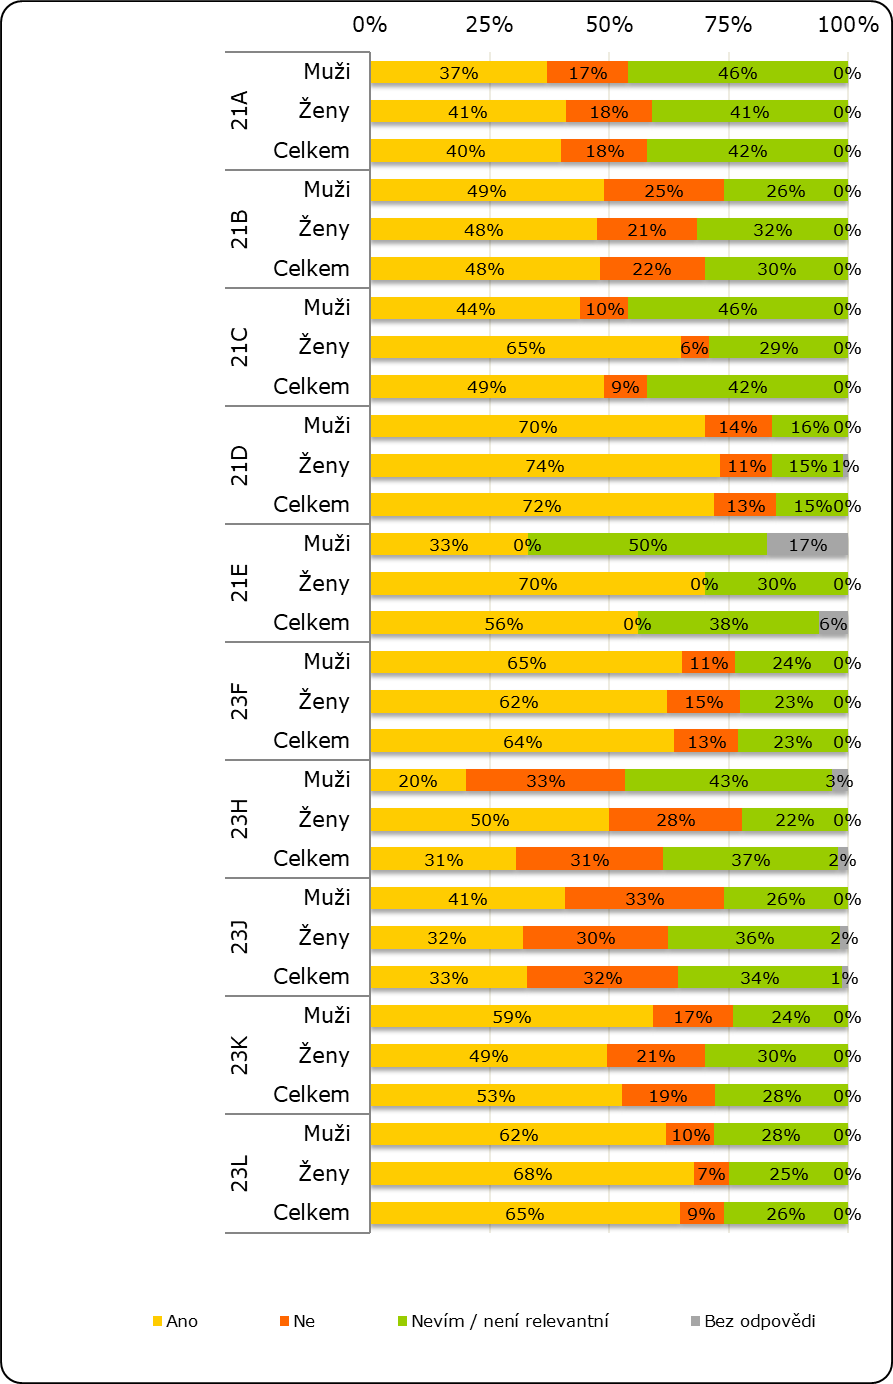 0% 25% 50% 75% 100%
21A
Muži 37% 17% 46% 0%
Ženy 41% 18% 41% 0%
Celkem 40% 18% 42% 0%
21B
Muži 49% 25% 26% 0%
Ženy 48% 21% 32% 0%
Celkem 48% 22% 30% 0%
21C
Muži 44% 10% 46% 0%
Ženy 65% 6% 29% 0%
Celkem 49% 9% 42% 0%
21D
Muži 70% 14% 16% 0%
Ženy 74% 11% 15% 1%
Celkem 72% 13% 15% 0%
21E
Muži 33% 0% 50% 17%
Ženy 70% 0% 30% 0%
Celkem 56% 0% 38% 6%
23F
Muži 65% 11% 24% 0%
Ženy 62% 15% 23% 0%
Celkem 64% 13% 23% 0%
23H
Muži 20% 33% 43% 3%
Ženy 50% 28% 22% 0%
Celkem 31% 31% 37% 2%
23J
Muži 41% 33% 26% 0%
Ženy 32% 30% 36% 2%
Celkem 33% 32% 34% 1%
23K
Muži 59% 17% 24% 0%
Ženy 49% 21% 30% 0%
Celkem 53% 19% 28% 0%
23L
Muži 62% 10% 28% 0%
Ženy 68% 7% 25% 0%
Celkem 65% 9% 26% 0%
Ano Ne Nevím / není relevantní Bez odpovědi